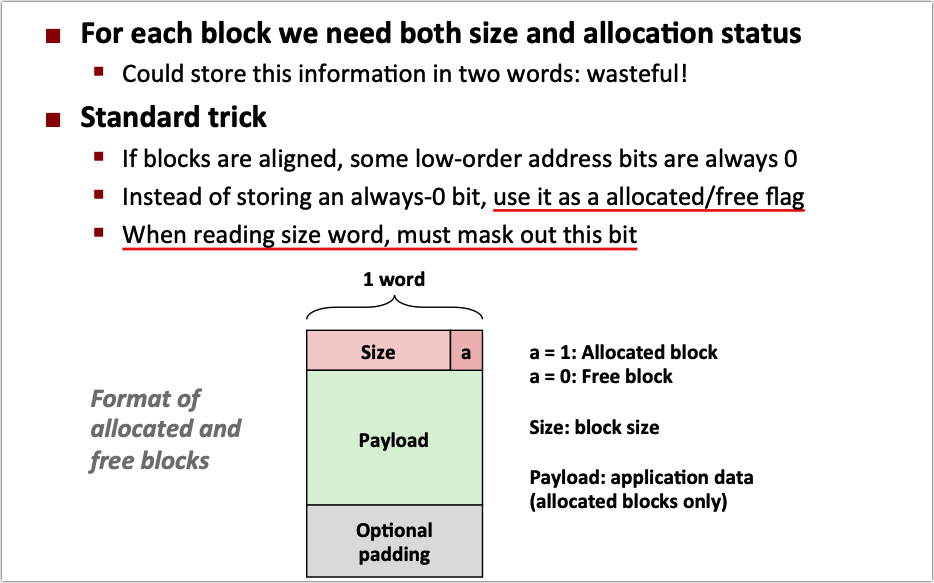 For each block we need both size and allocation status
Could store this information in two words: wasteful!
Standard trick
If blocks are aligned, some low-order address bits are always 0
Instead of storing an always-0 bit, use it as a allocated/free flag
When reading size word, must mask out this bit
1 word
Size
a
a = 1: Allocated block
a = 0: Free block
Format of
allocated and
free blocks
Payload
Size: block size
Payload: application data
(allocated blocks only)
Optional
padding